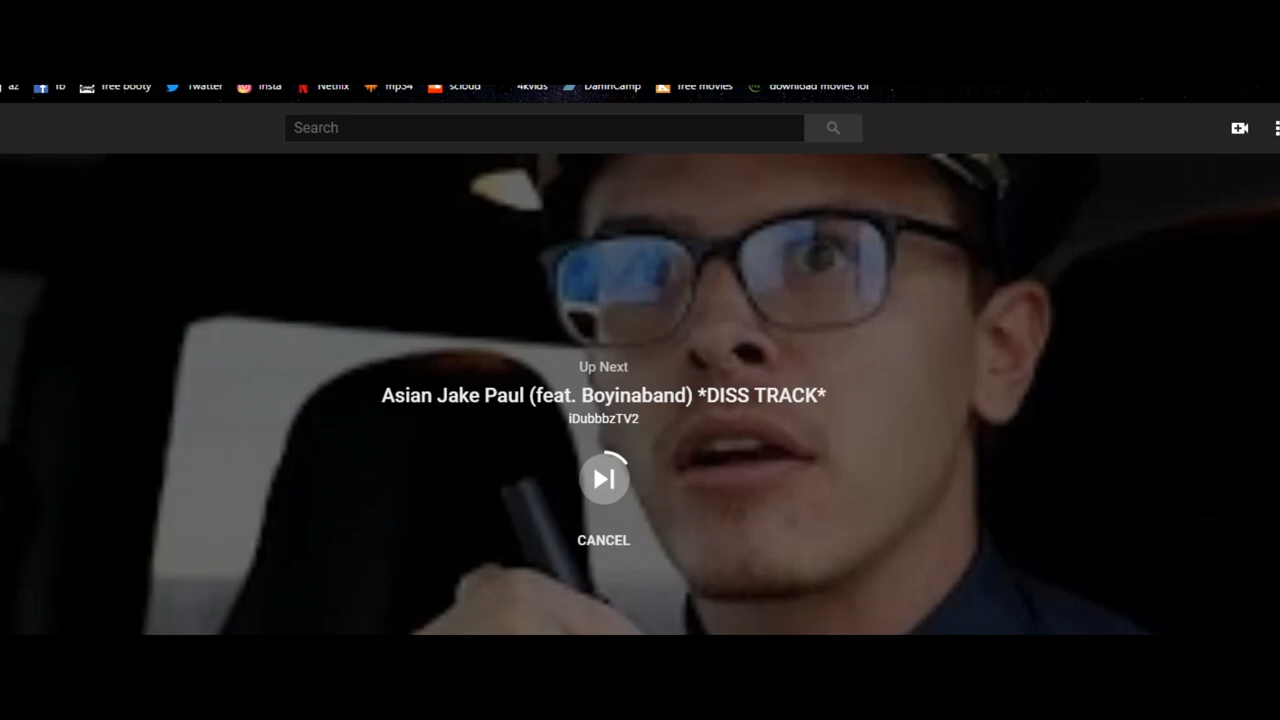 az fb free booty Twatter Insta Netflix mp34 scloud 4kvids DamnCamp free movies download movies lol
Search
Up Next
Asian Jake Paul (feat. Boyinaband) *DISS TRACK*
iDubbbzTV2
CANCEL